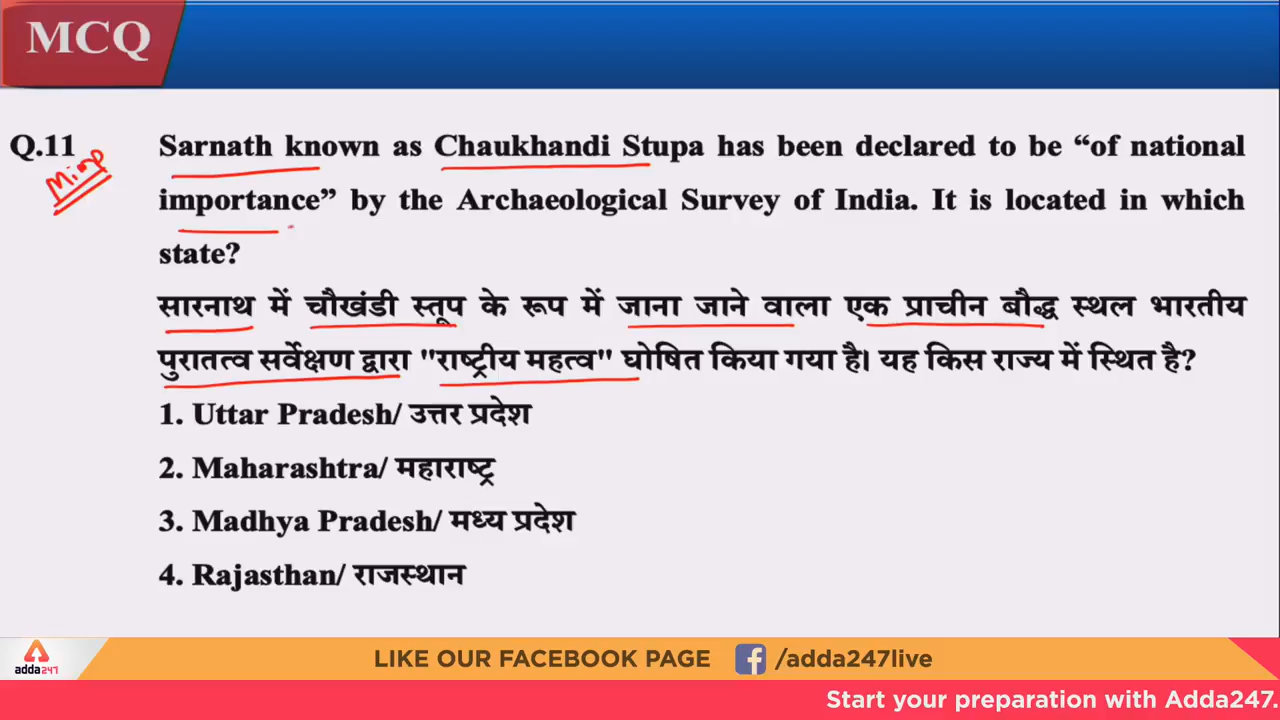 MCQ
Q.11 Sarnath known as Chaukhandi Stupa has been declared to be “of national
Mimp
importance” by the Archaeological Survey of India. It is located in which
state?
सारनाथ में चौखंडी स्तूप के रूप में जाना जाने वाला एक प्राचीन बौद्ध स्थल भारतीय
पुरातत्व सर्वेक्षण द्वारा "राष्ट्रीय महत्व" घोषित किया गया है। यह किस राज्य में स्थित है?
1. Uttar Pradesh/ उत्तर प्रदेश
2. Maharashtra/ महाराष्ट्र
3. Madhya Pradesh/ मध्य प्रदेश
4. Rajasthan/ राजस्थान
adda247
LIKE OUR FACEBOOK PAGE f /adda247live
Start your preparation with Adda247.